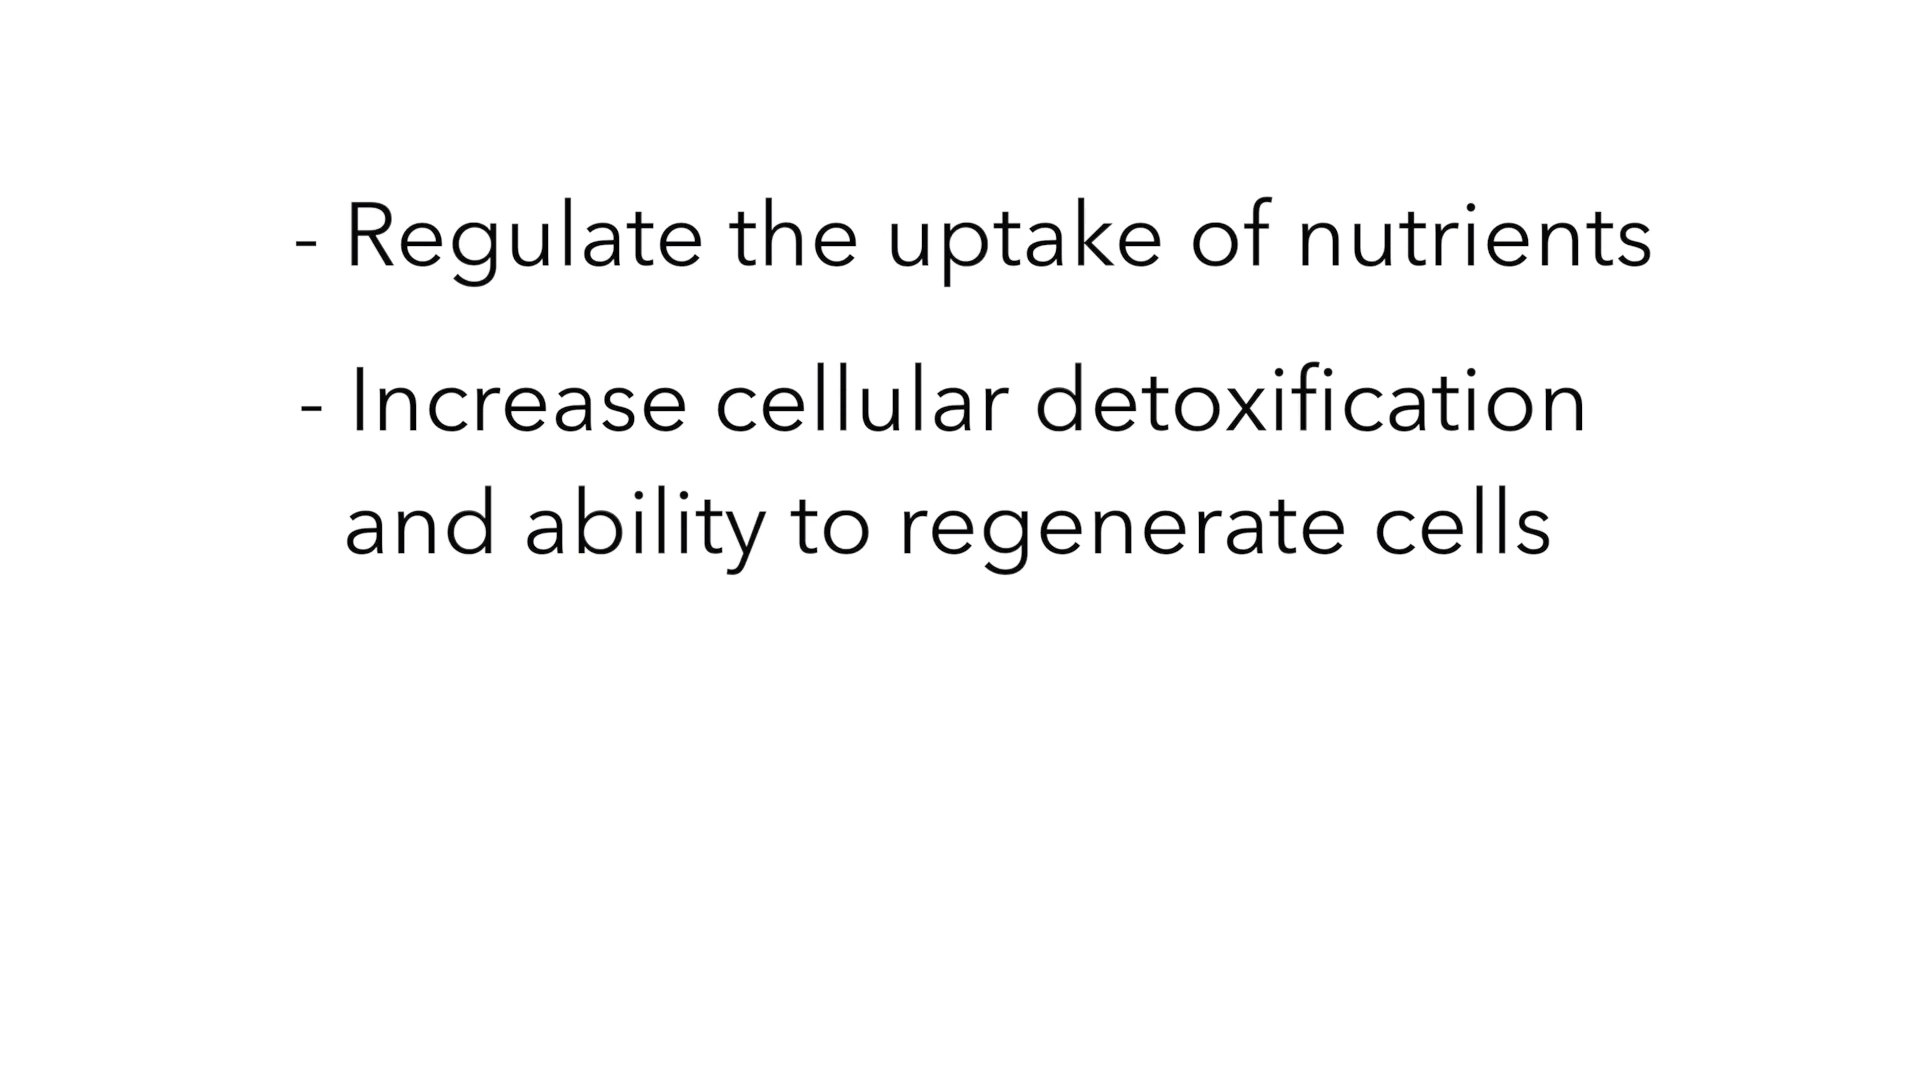 - Regulate the uptake of nutrients
- Increase cellular detoxification
and ability to regenerate cells